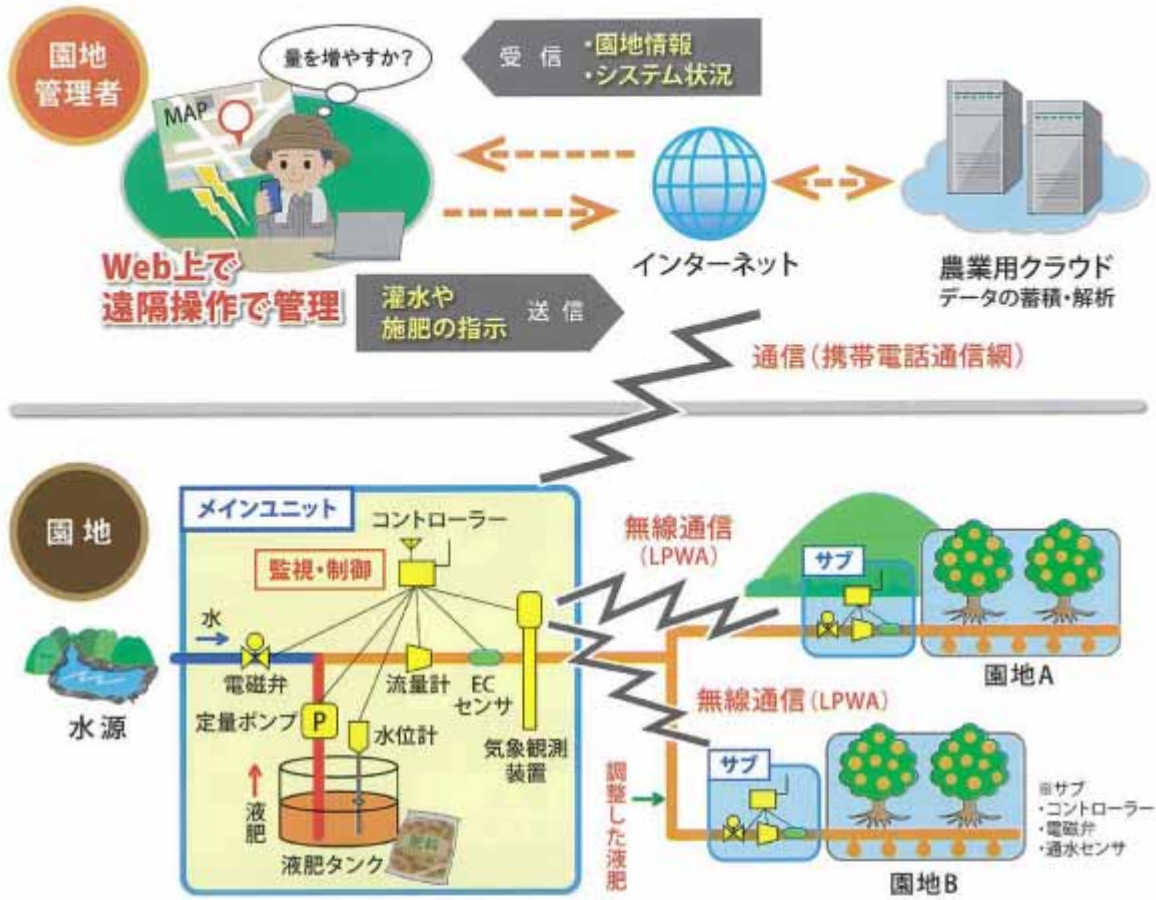 園地
管理者
量を増やすか?
MAP
受信
・園地情報
・システム状況
Web上で
遠隔操作で管理
灌水や
施肥の指示
送信
インターネット
農業用クラウド
データの蓄積・解析
通信(携帯電話通信網)
園地
水源
メインユニット
コントローラー
監視・制御
水
電磁弁
流量計
EC
センサ
定量ポンプ
P
水位計
気象観測
装置
液肥
液肥タンク
肥料
無線通信
(LPWA)
サブ
園地A
無線通信(LPWA)
サブ
調整した液肥
園地B
※サブ
・コントローラー
・電磁弁
・通水センサ